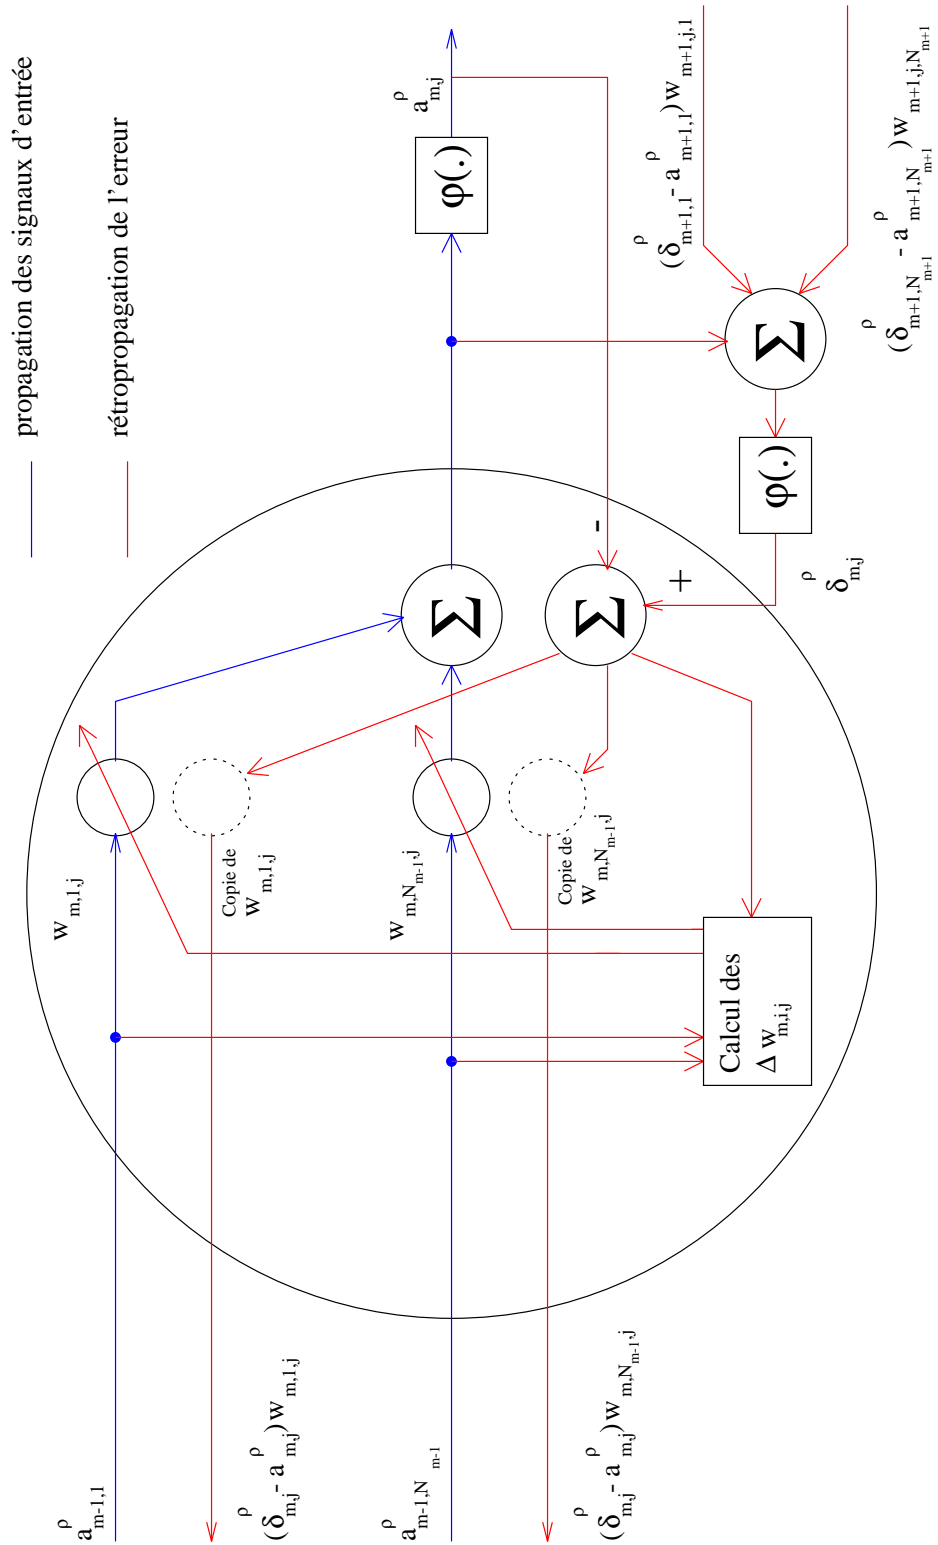 propagation des signaux d'entrée
rétropropagation de l'erreur
a^ρ_{m-1,1}
w_{m,1,j}
(δ^ρ_{m,j} - a^ρ_{m,j}) w_{m,1,j}
Copie de
w_{m,1,j}
a^ρ_{m-1,N_{m-1}}
w_{m,N_{m-1},j}
Σ
φ(.)
a^ρ_{m,j}
(δ^ρ_{m,j} - a^ρ_{m,j}) w_{m,N_{m-1},j}
Copie de
w_{m,N_{m-1},j}
Σ
-
+
Calcul des
Δ w_{m,i,j}
δ^ρ_{m,j}
φ(.)
Σ
(δ^ρ_{m+1,1} - a^ρ_{m+1,1}) w_{m+1,j,1}
(δ^ρ_{m+1,N_{m+1}} - a^ρ_{m+1,N_{m+1}}) w_{m+1,j,N_{m+1}}